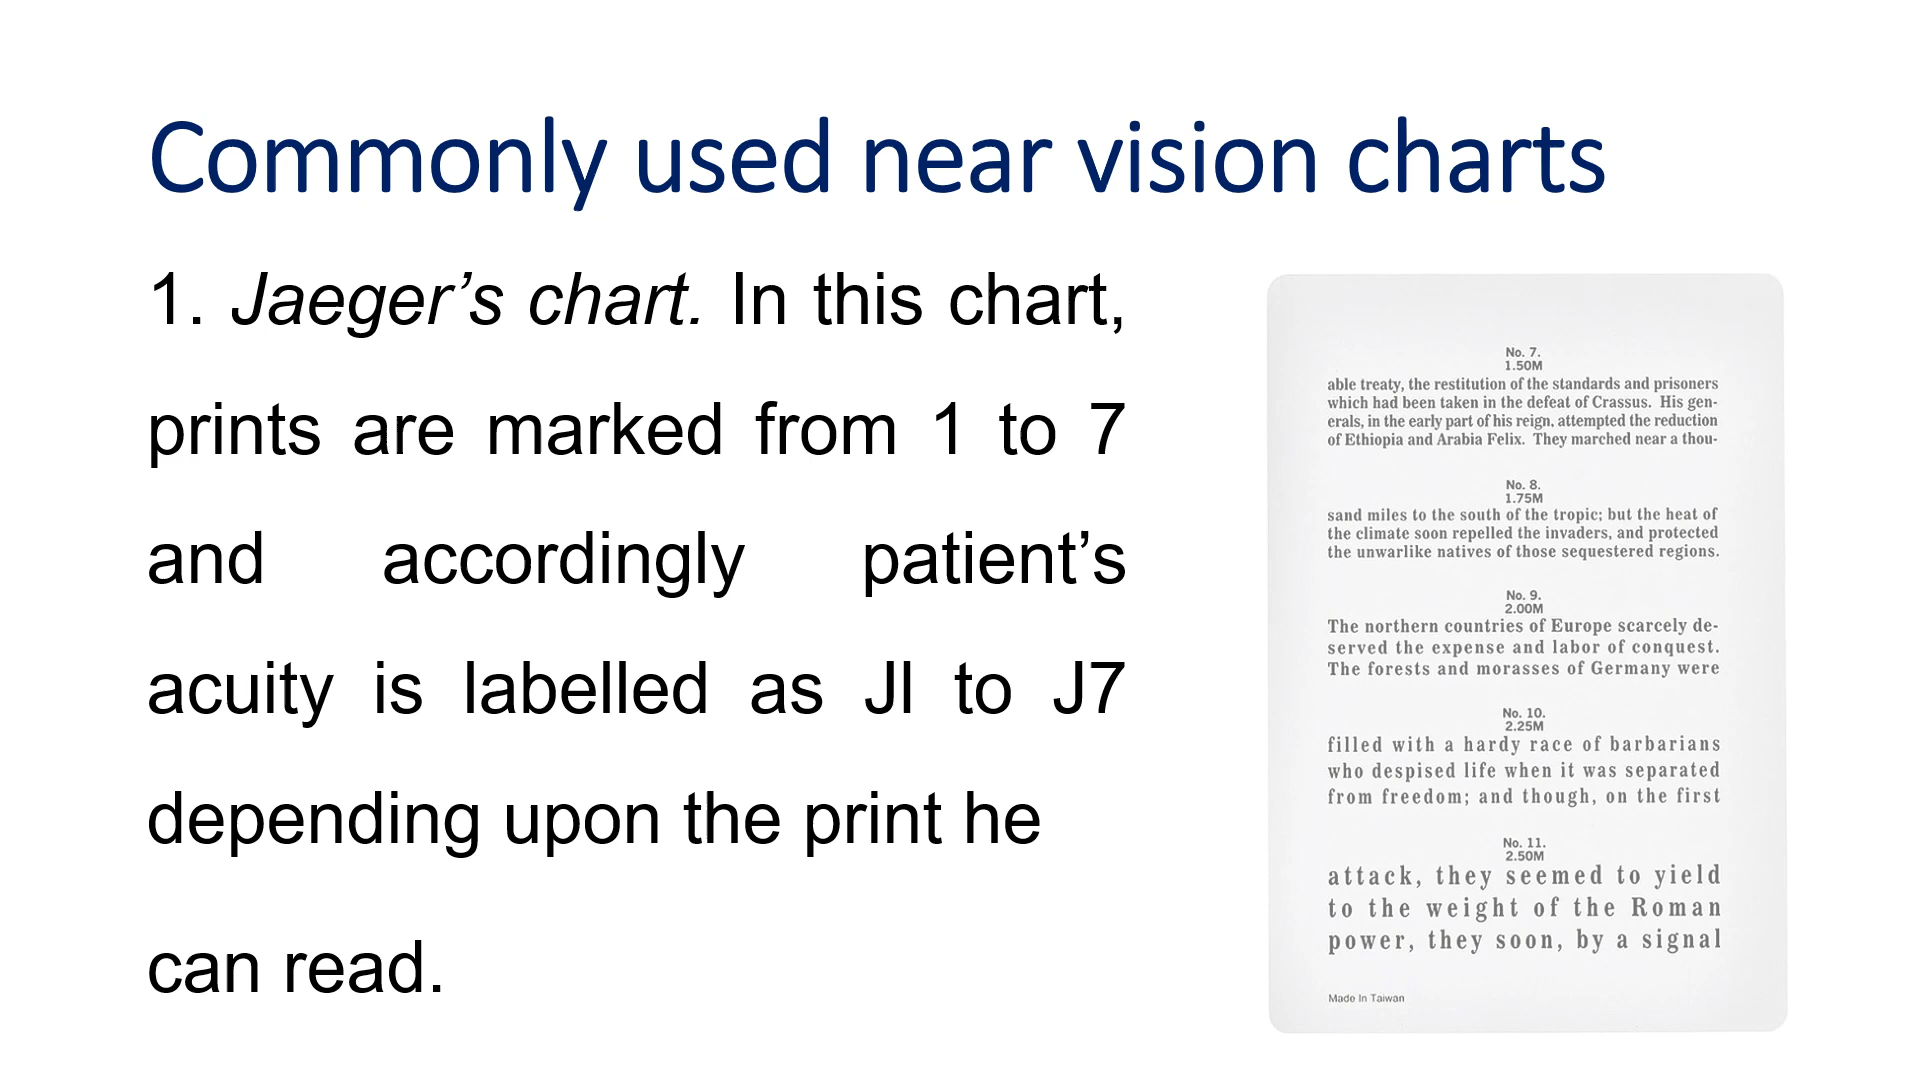 Commonly used near vision charts
1. Jaeger’s chart. In this chart,
prints are marked from 1 to 7
and accordingly patient’s
acuity is labelled as JI to J7
depending upon the print he
can read.
No. 7.
1.50M
able treaty, the restitution of the standards and prisoners
which had been taken in the defeat of Crassus. His gen-
erals, in the early part of his reign, attempted the reduction
of Ethiopia and Arabia Felix. They marched near a thou-
No. 8.
1.75M
sand miles to the south of the tropic; but the heat of
the climate soon repelled the invaders, and protected
the unwarlike natives of those sequestered regions.
No. 9.
2.00M
The northern countries of Europe scarcely de-
served the expense and labor of conquest.
The forests and morasses of Germany were
No. 10.
2.25M
filled with a hardy race of barbarians
who despised life when it was separated
from freedom; and though, on the first
No. 11.
2.50M
attack, they seemed to yield
to the weight of the Roman
power, they soon, by a signal
Made In Taiwan